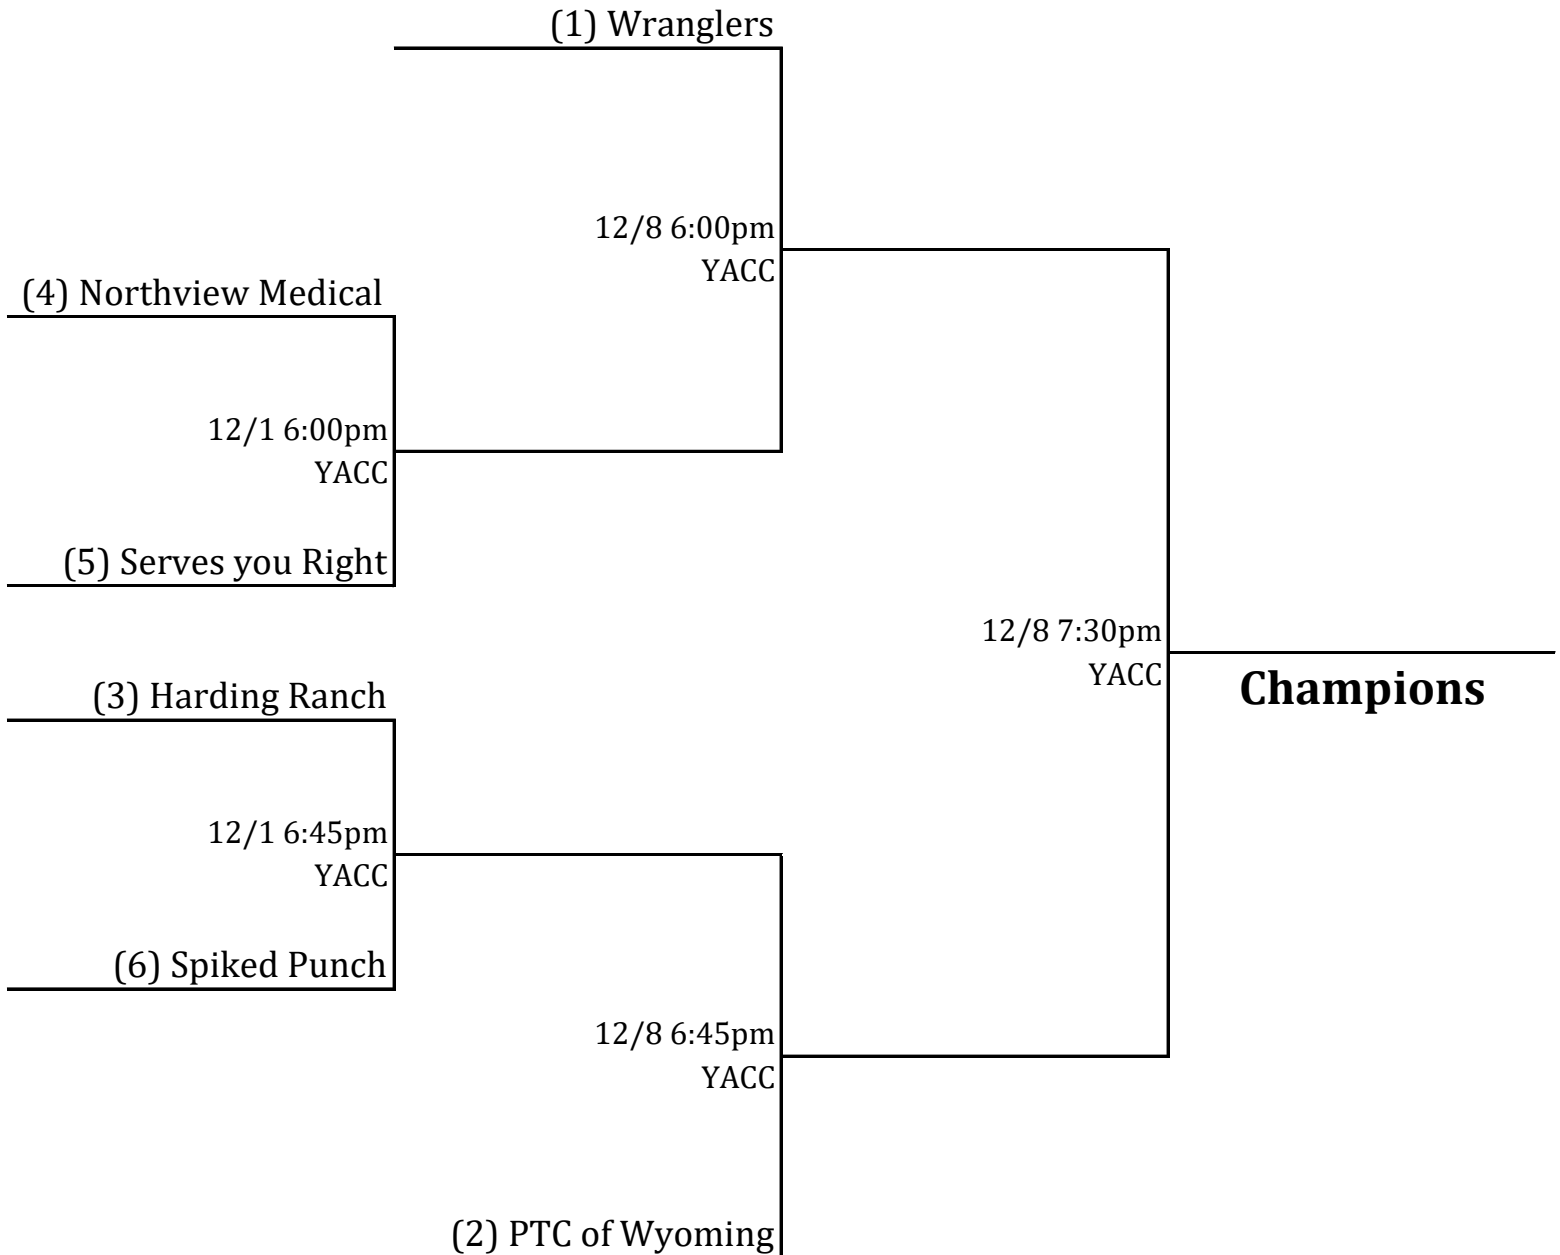 (1) Wranglers
12/8 6:00pm
YACC
(4) Northview Medical
12/1 6:00pm
YACC
(5) Serves you Right
12/8 7:30pm
YACC
Champions
(3) Harding Ranch
12/1 6:45pm
YACC
(6) Spiked Punch
12/8 6:45pm
YACC
(2) PTC of Wyoming